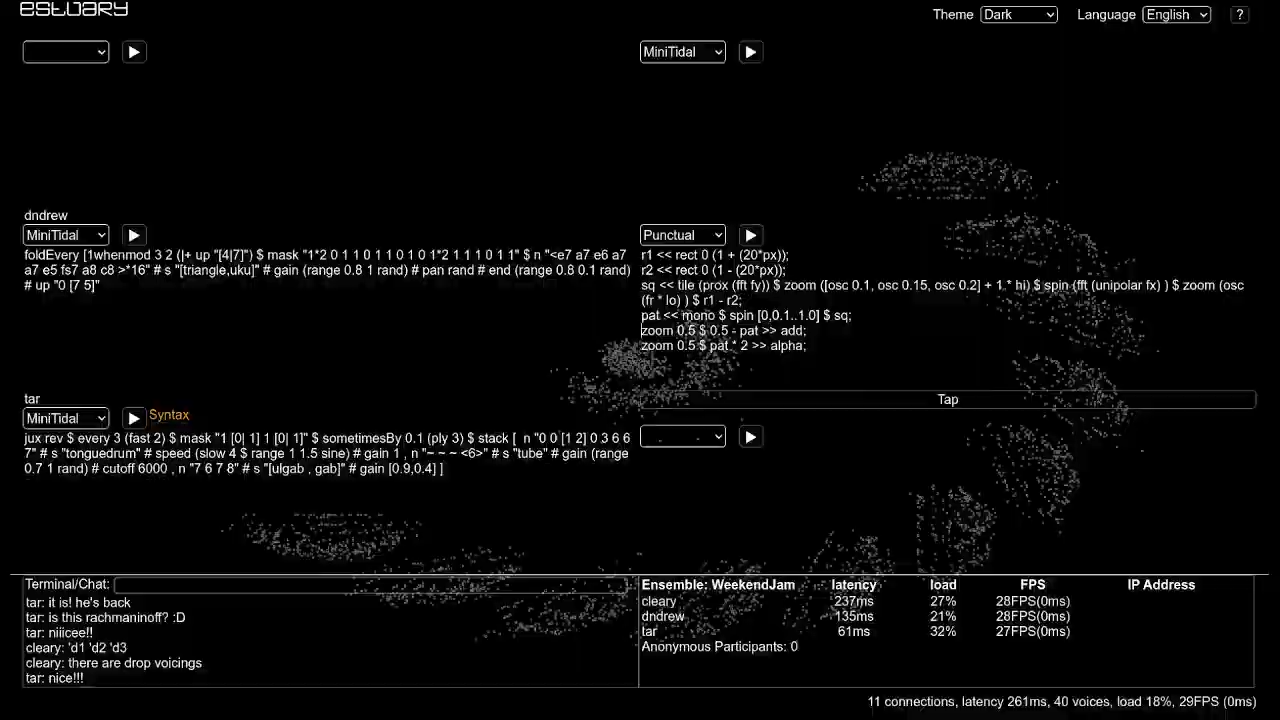 estuary
Theme Dark Language English ?
MiniTidal
dndrew
MiniTidal
foldEvery [1whenmod 3 2 (|+ up "[4|7]") $ mask "1*2 0 1 1 0 1 1 0 1 0 1*2 1 1 1 0 1 1" $ n "<e7 a7 e6 a7
a7 e5 fs7 a8 c8 >*16" # s "[triangle,uku]" # gain (range 0.8 1 rand) # pan rand # end (range 0.8 0.1 rand)
# up "0 [7 5]"
Punctual
r1 << rect 0 (1 + (20*px));
r2 << rect 0 (1 - (20*px));
sq << tile (prox (fft fy)) $ zoom ([osc 0.1, osc 0.15, osc 0.2] + 1 * hi) $ spin (fft (unipolar fx) ) $ zoom (osc
(fr * lo) ) $ r1 - r2;
pat << mono $ spin [0,0.1..1.0] $ sq;
zoom 0.5 $ 0.5 - pat >> add;
zoom 0.5 $ pat * 2 >> alpha;
tar
MiniTidal Syntax
jux rev $ every 3 (fast 2) $ mask "1 [0| 1] 1 [0| 1]" $ sometimesBy 0.1 (ply 3) $ stack [ n "0 0 [1 2] 0 3 6 6
7" # s "tonguedrum" # speed (slow 4 $ range 1 1.5 sine) # gain 1 , n "~ ~ ~ <6>" # s "tube" # gain (range
0.7 1 rand) # cutoff 6000 , n "7 6 7 8" # s "[ulgab , gab]" # gain [0.9,0.4] ]
Tap
Terminal/Chat:
tar: it is! he's back
tar: is this rachmaninoff? :D
tar: niiicee!!
cleary: 'd1 'd2 'd3
cleary: there are drop voicings
tar: nice!!!
Ensemble: WeekendJam latency load FPS IP Address
cleary 237ms 27% 28FPS(0ms)
dndrew 135ms 21% 28FPS(0ms)
tar 61ms 32% 27FPS(0ms)
Anonymous Participants: 0
11 connections, latency 261ms, 40 voices, load 18%, 29FPS (0ms)